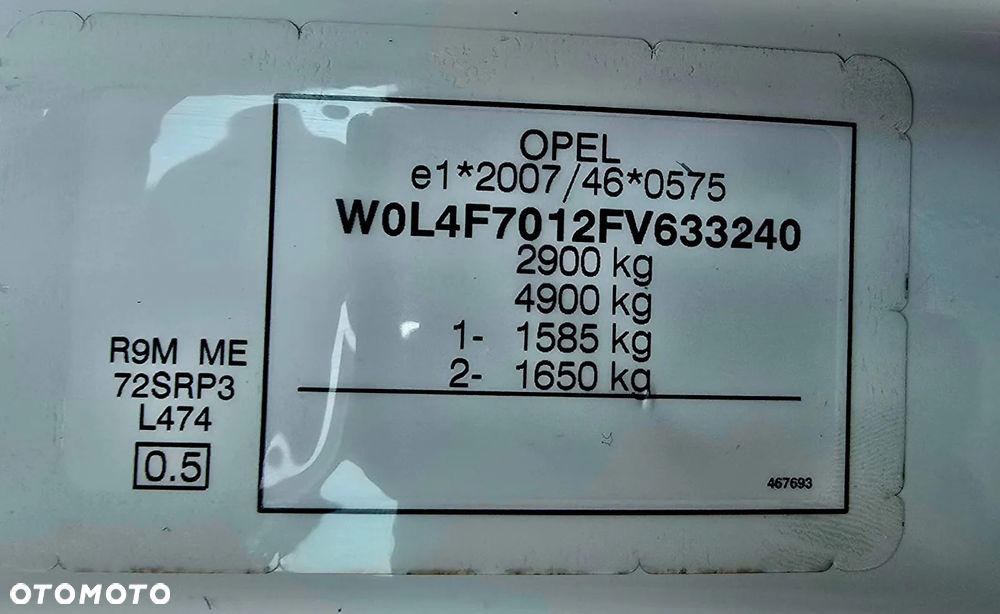 OPEL
e1*2007/46*0575
W0L4F7012FV633240
2900 kg
4900 kg
1- 1585 kg
2- 1650 kg
R9M ME
72SRP3
L474
0.5
467693
OTOMOTO